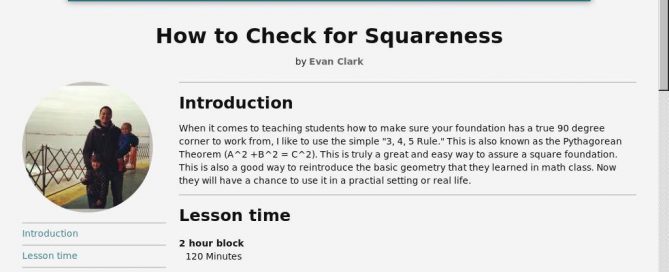 How to Check for Squareness
by Evan Clark
Introduction
When it comes to teaching students how to make sure your foundation has a true 90 degree
corner to work from, I like to use the simple "3, 4, 5 Rule." This is also known as the Pythagorean
Theorem (A^2 +B^2 = C^2). This is truly a great and easy way to assure a square foundation.
This is also a good way to reintroduce the basic geometry that they learned in math class. Now
they will have a chance to use it in a practial setting or real life.
Lesson time
2 hour block
120 Minutes
Introduction
Lesson time